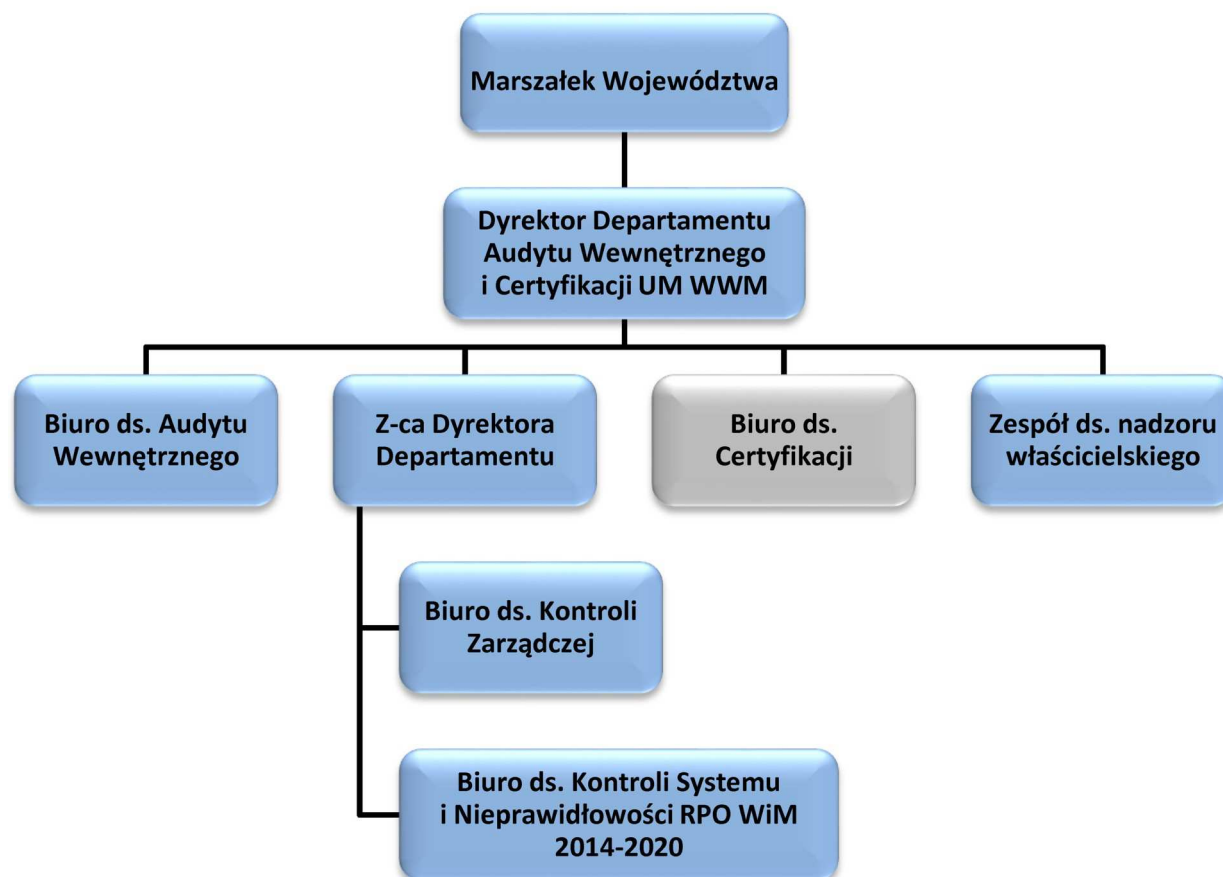 Marszałek Województwa
Dyrektor Departamentu
Audytu Wewnętrznego
i Certyfikacji UM WWM
Biuro ds. Audytu
Wewnętrznego
Z-ca Dyrektora
Departamentu
Biuro ds.
Certyfikacji
Zespół ds. nadzoru
właścicielskiego
Biuro ds. Kontroli
Zarządczej
Biuro ds. Kontroli Systemu
i Nieprawidłowości RPO WiM
2014-2020